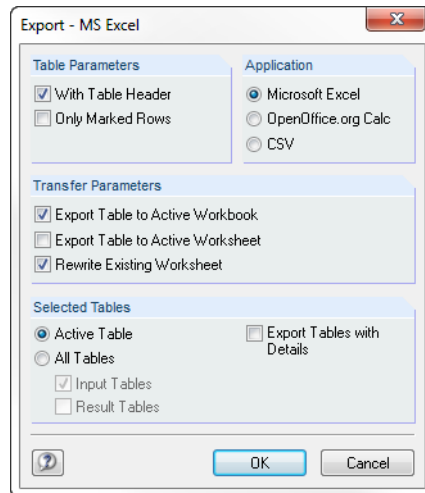 Export - MS Excel
Table Parameters
With Table Header
Only Marked Rows
Application
Microsoft Excel
OpenOffice.org Calc
CSV
Transfer Parameters
Export Table to Active Workbook
Export Table to Active Worksheet
Rewrite Existing Worksheet
Selected Tables
Active Table
All Tables
Input Tables
Result Tables
Export Tables with
Details
OK
Cancel